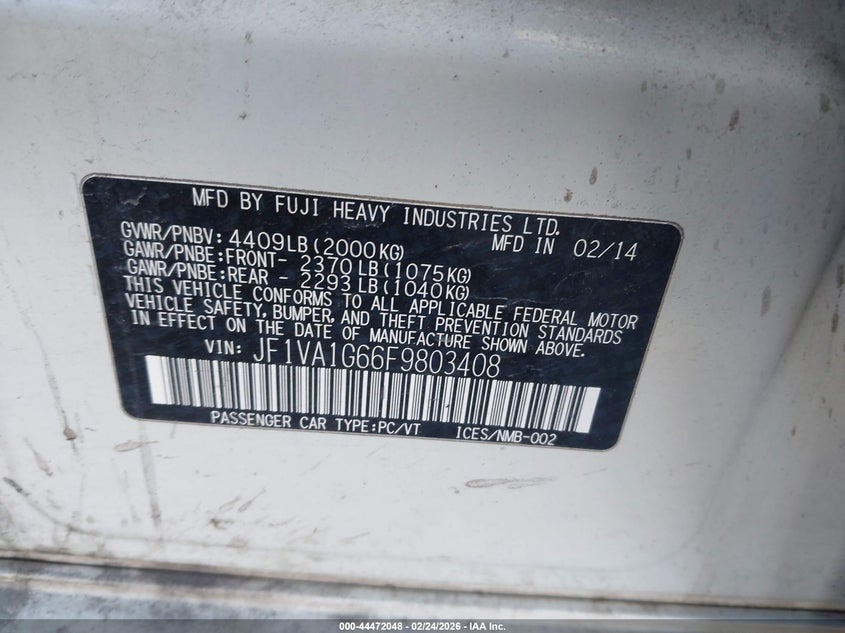 MFD BY FUJI HEAVY INDUSTRIES LTD.
GVWR/PNBV: 4409LB(2000KG) MFD IN 02/14
GAWR/PNBE:FRONT- 2370LB(1075KG)
GAWR/PNBE:REAR - 2293LB(1040KG)
THIS VEHICLE CONFORMS TO ALL APPLICABLE FEDERAL MOTOR
VEHICLE SAFETY, BUMPER, AND THEFT PREVENTION STANDARDS
IN EFFECT ON THE DATE OF MANUFACTURE SHOWN ABOVE.
VIN: JF1VA1G66F9803408
PASSENGER CAR TYPE:PC/VT ICES/NMB-002
000-44472048 - 02/24/2026 - IAA Inc.